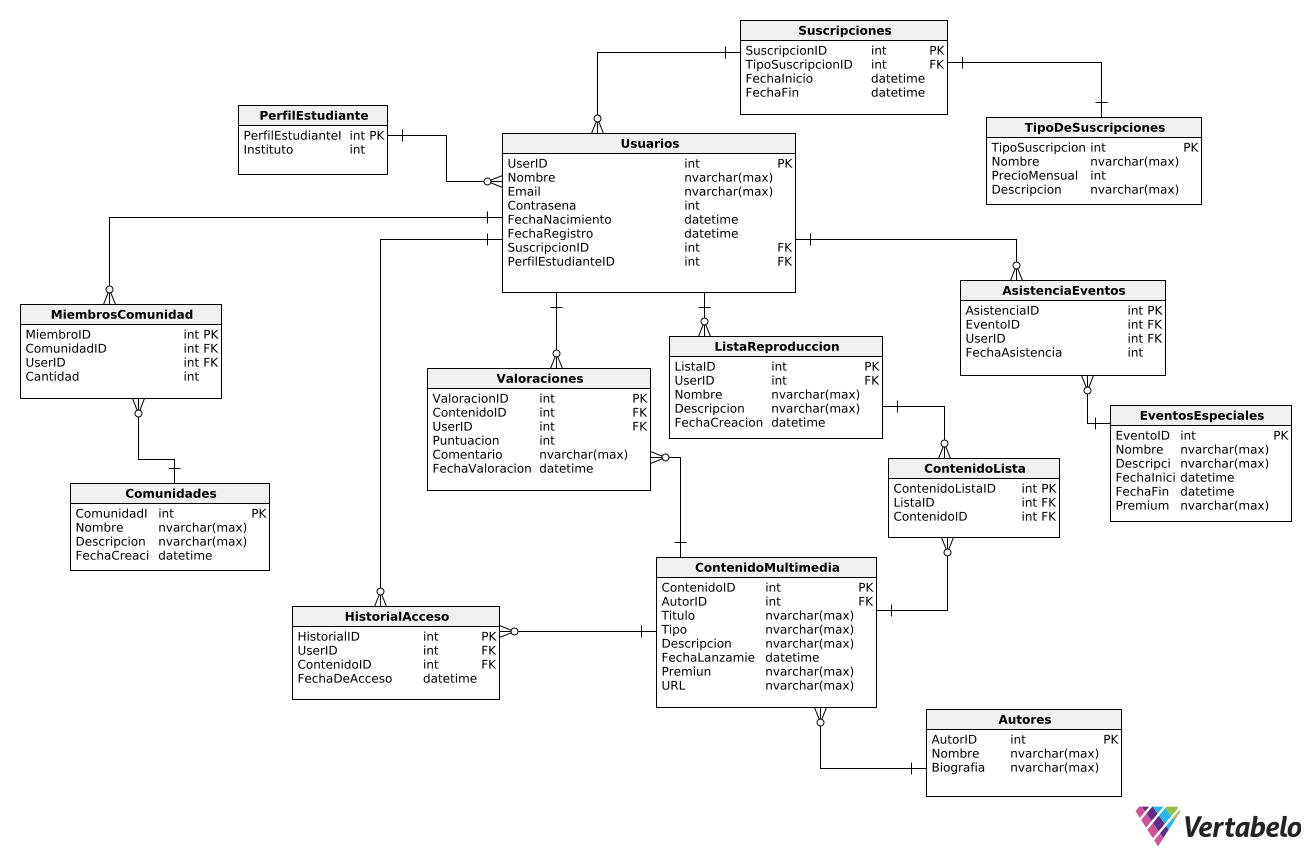 Suscripciones
SuscripcionID int PK
TipoSuscripcionID int FK
FechaInicio datetime
FechaFin datetime
PerfilEstudiante
PerfilEstudianteI int PK
Instituto int
TipoDeSuscripciones
TipoSuscripcion int PK
Nombre nvarchar(max)
PrecioMensual int
Descripcion nvarchar(max)
Usuarios
UserID int PK
Nombre nvarchar(max)
Email nvarchar(max)
Contrasena int
FechaNacimiento datetime
FechaRegistro datetime
SuscripcionID int FK
PerfilEstudianteID int FK
MiembrosComunidad
MiembroID int PK
ComunidadID int FK
UserID int FK
Cantidad int
AsistenciaEventos
AsistenciaID int PK
EventoID int FK
UserID int FK
FechaAsistencia int
ListaReproduccion
ListaID int PK
UserID int FK
Nombre nvarchar(max)
Descripcion nvarchar(max)
FechaCreacion datetime
Valoraciones
ValoracionID int PK
ContenidoID int FK
UserID int FK
Puntuacion int
Comentario nvarchar(max)
FechaValoracion datetime
EventosEspeciales
EventoID int PK
Nombre nvarchar(max)
Descripci nvarchar(max)
FechaInici datetime
FechaFin datetime
Premium nvarchar(max)
ContenidoLista
ContenidoListaID int PK
ListaID int FK
ContenidoID int FK
Comunidades
ComunidadI int PK
Nombre nvarchar(max)
Descripcion nvarchar(max)
FechaCreaci datetime
ContenidoMultimedia
ContenidoID int PK
AutorID int FK
Titulo nvarchar(max)
Tipo nvarchar(max)
Descripcion nvarchar(max)
FechaLanzamie datetime
Premiun nvarchar(max)
URL nvarchar(max)
HistorialAcceso
HistorialID int PK
UserID int FK
ContenidoID int FK
FechaDeAcceso datetime
Autores
AutorID int PK
Nombre nvarchar(max)
Biografia nvarchar(max)
Vertabelo